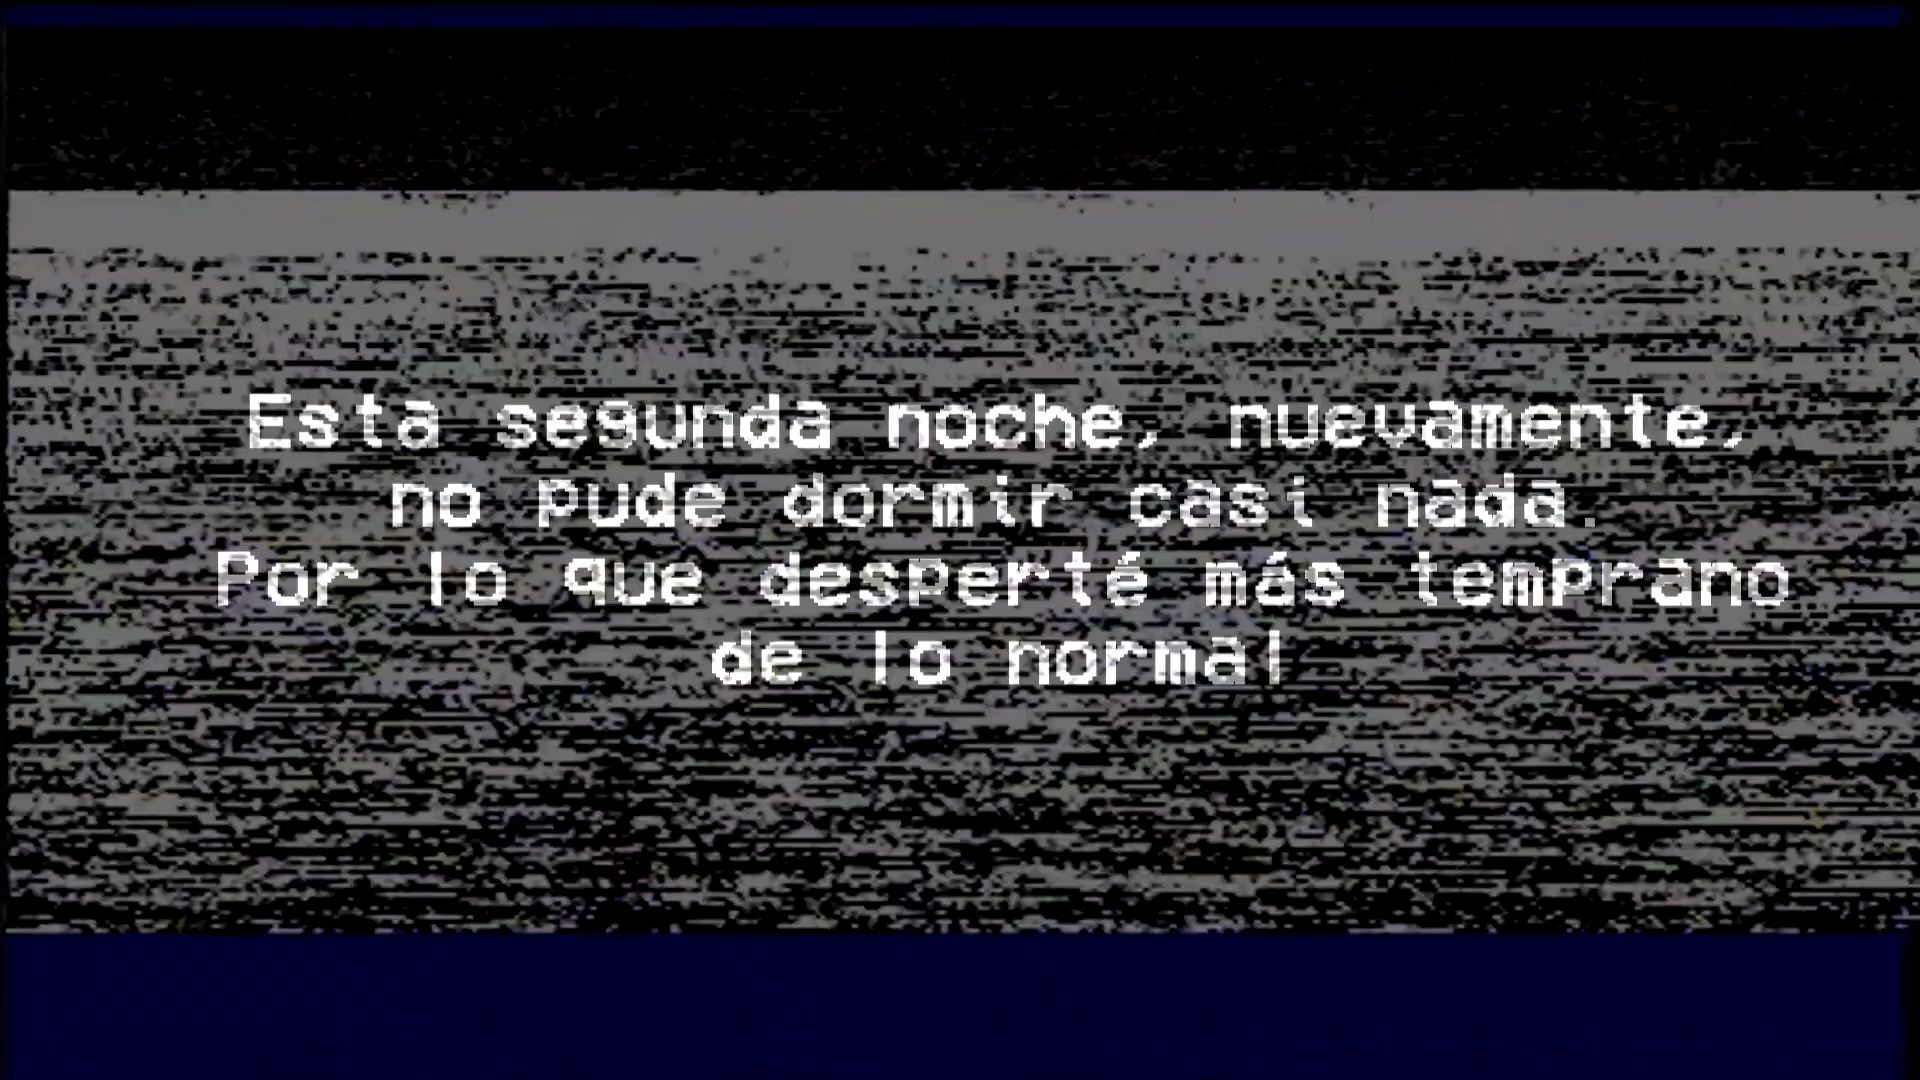 Esta segunda noche, nuevamente,
no pude dormir casi nada.
Por lo que desperté más temprano
de lo normal